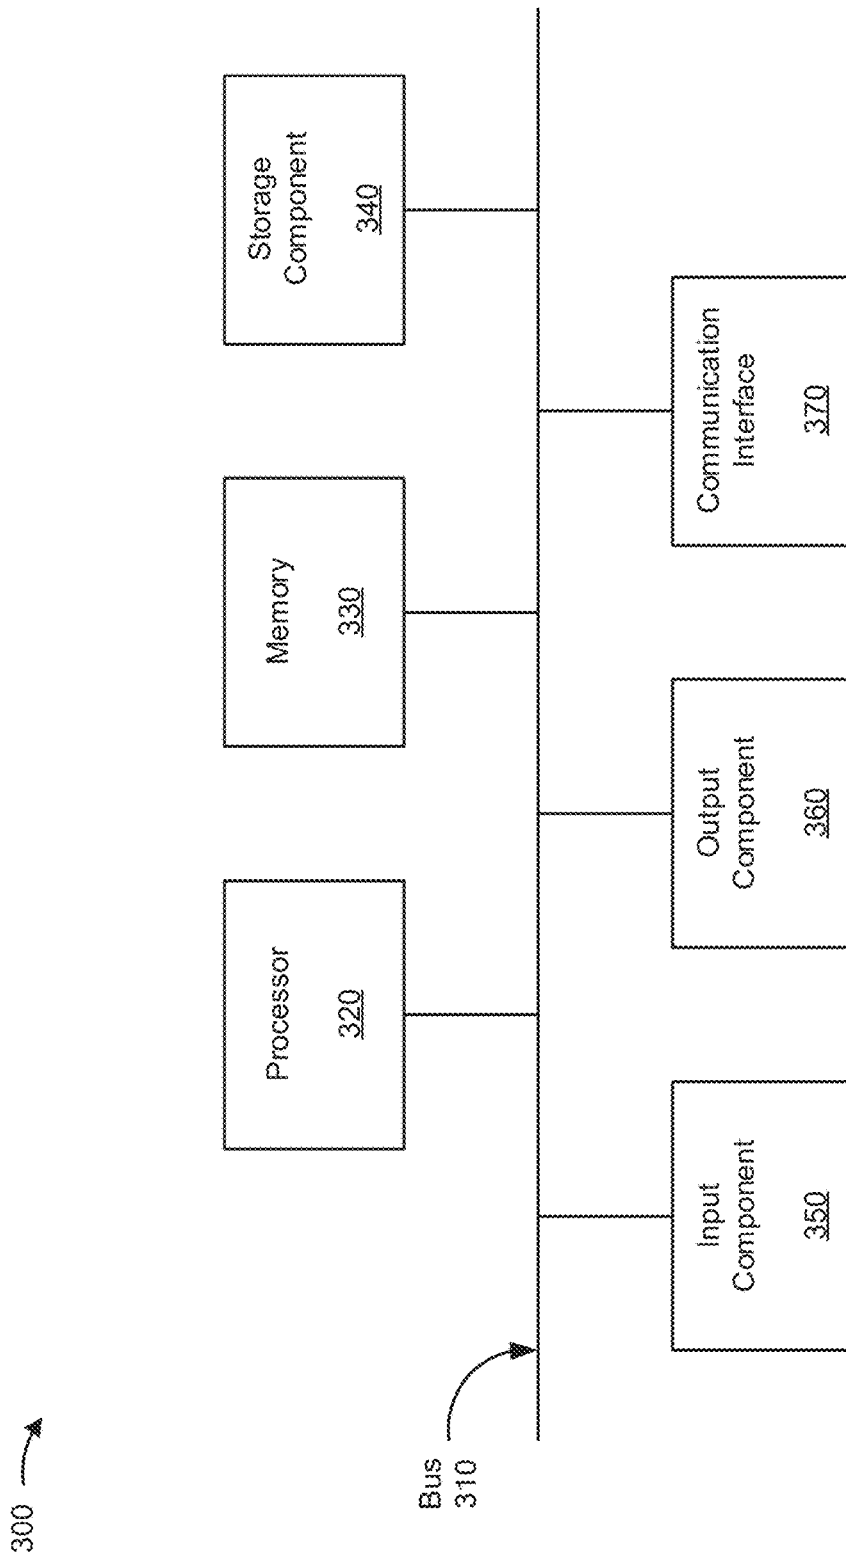 300
Bus
310
Processor
320
Memory
330
Storage
Component
340
Input
Component
350
Output
Component
360
Communication
Interface
370